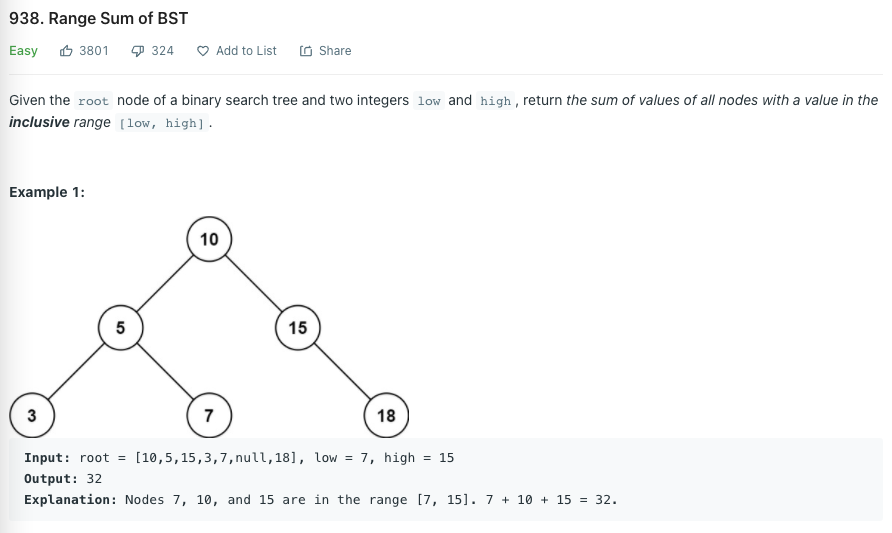 938. Range Sum of BST
Easy 3801 324 Add to List Share
Given the root node of a binary search tree and two integers low and high, return the sum of values of all nodes with a value in the
inclusive range [low, high].
Example 1:
10
5 15
3 7 18
Input: root = [10,5,15,3,7,null,18], low = 7, high = 15
Output: 32
Explanation: Nodes 7, 10, and 15 are in the range [7, 15]. 7 + 10 + 15 = 32.